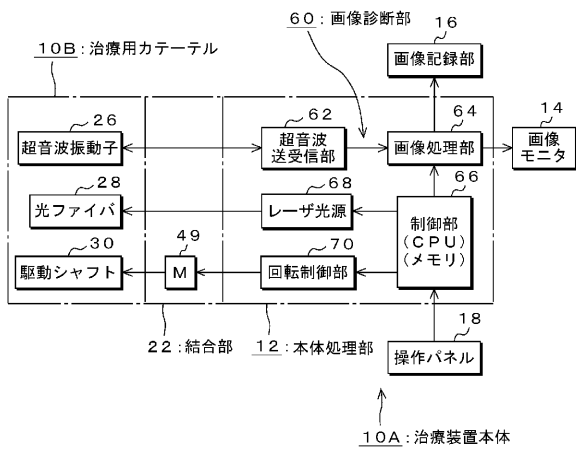 60：画像診断部
16
画像記録部
10B：治療用カテーテル
26
超音波振動子
62
超音波
送受信部
64
画像処理部
14
画像
モニタ
28
光ファイバ
68
レーザ光源
66
制御部
(CPU)
(メモリ)
30
駆動シャフト
49
M
70
回転制御部
22：結合部
12：本体処理部
18
操作パネル
10A：治療装置本体